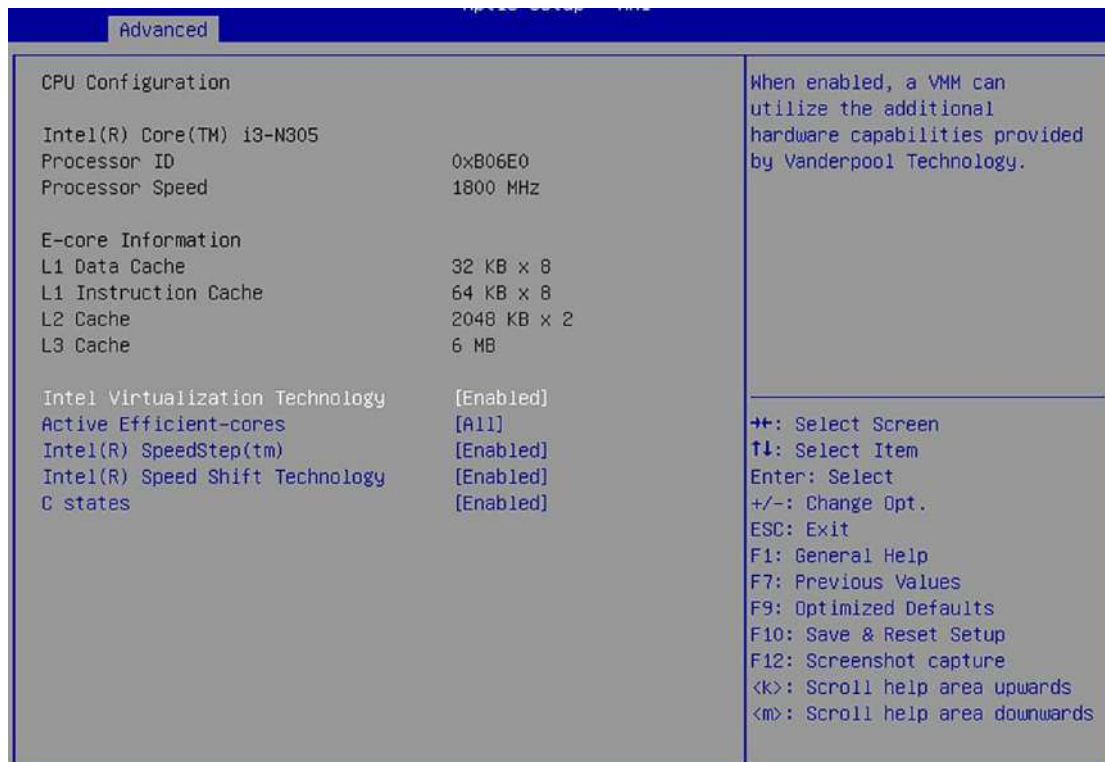 Advanced
CPU Configuration
Intel(R) Core(TM) i3-N305
Processor ID 0xB06E0
Processor Speed 1800 MHz
E-core Information
L1 Data Cache 32 KB x 8
L1 Instruction Cache 64 KB x 8
L2 Cache 2048 KB x 2
L3 Cache 6 MB
Intel Virtualization Technology [Enabled]
Active Efficient-cores [All]
Intel(R) SpeedStep(tm) [Enabled]
Intel(R) Speed Shift Technology [Enabled]
C states [Enabled]
When enabled, a VMM can
utilize the additional
hardware capabilities provided
by Vanderpool Technology.
→←: Select Screen
↑↓: Select Item
Enter: Select
+/-: Change Opt.
ESC: Exit
F1: General Help
F7: Previous Values
F9: Optimized Defaults
F10: Save & Reset Setup
F12: Screenshot capture
<k>: Scroll help area upwards
<m>: Scroll help area downwards